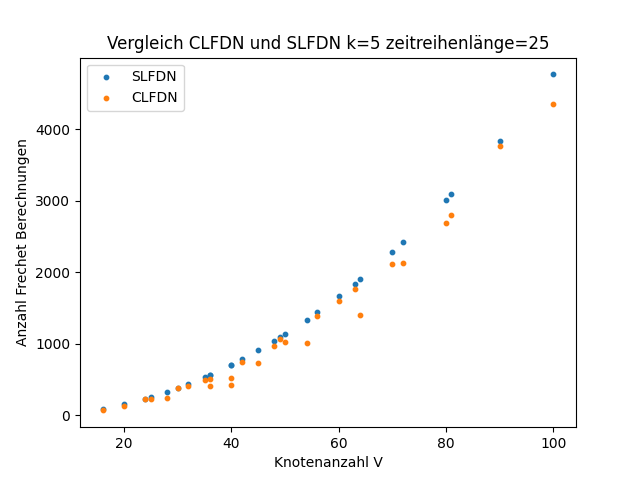 Vergleich CLFDN und SLFDN k=5 zeitreihenlänge=25
SLFDN
CLFDN
Anzahl Frechet Berechnungen
4000
3000
2000
1000
0
20 40 60 80 100
Knotenanzahl V